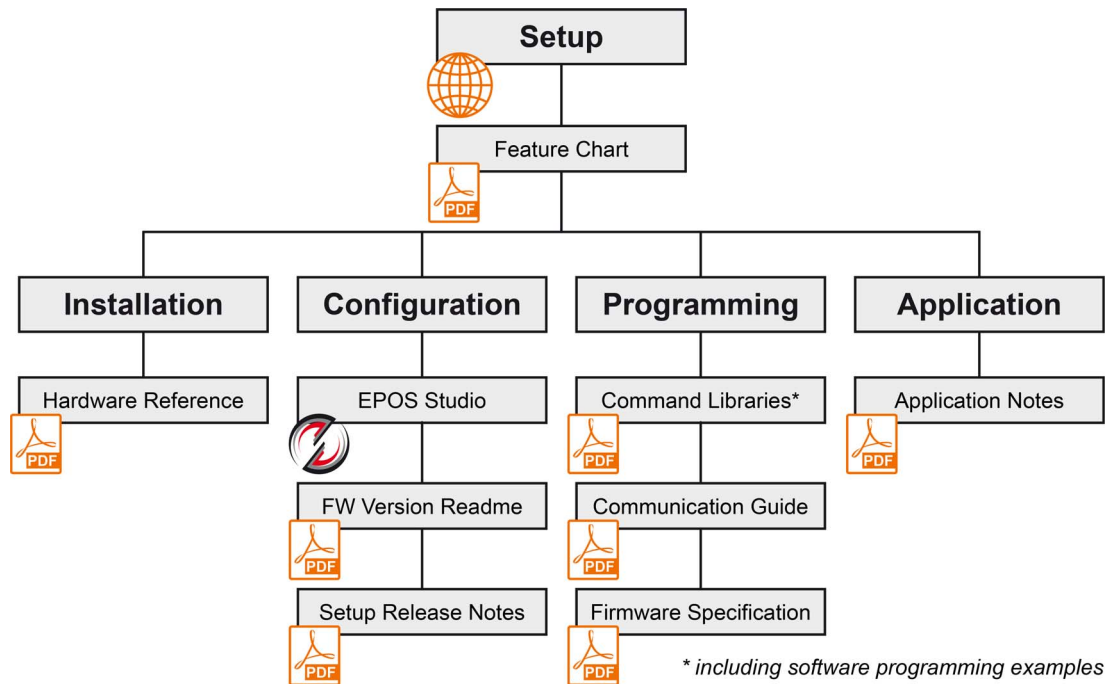 Setup
Feature Chart
PDF
Installation
Configuration
Programming
Application
Hardware Reference
EPOS Studio
Command Libraries*
Application Notes
PDF
PDF
PDF
FW Version Readme
Communication Guide
PDF
PDF
Setup Release Notes
Firmware Specification
PDF
PDF
* including software programming examples